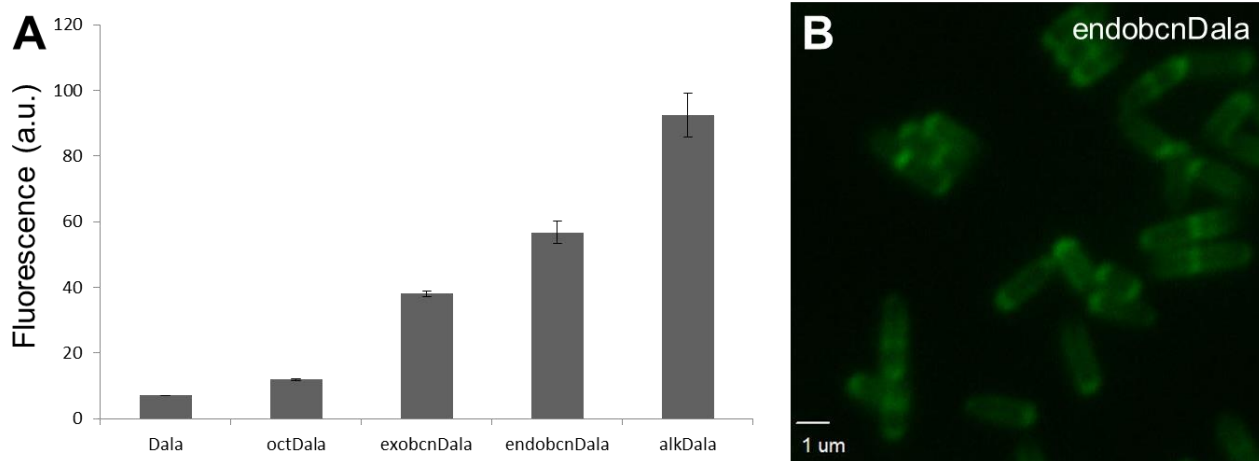 A
Fluorescence (a.u.)
120
100
80
60
40
20
0
Dala
octDala
exobcnDala
endobcnDala
alkDala
B
endobcnDala
1 um